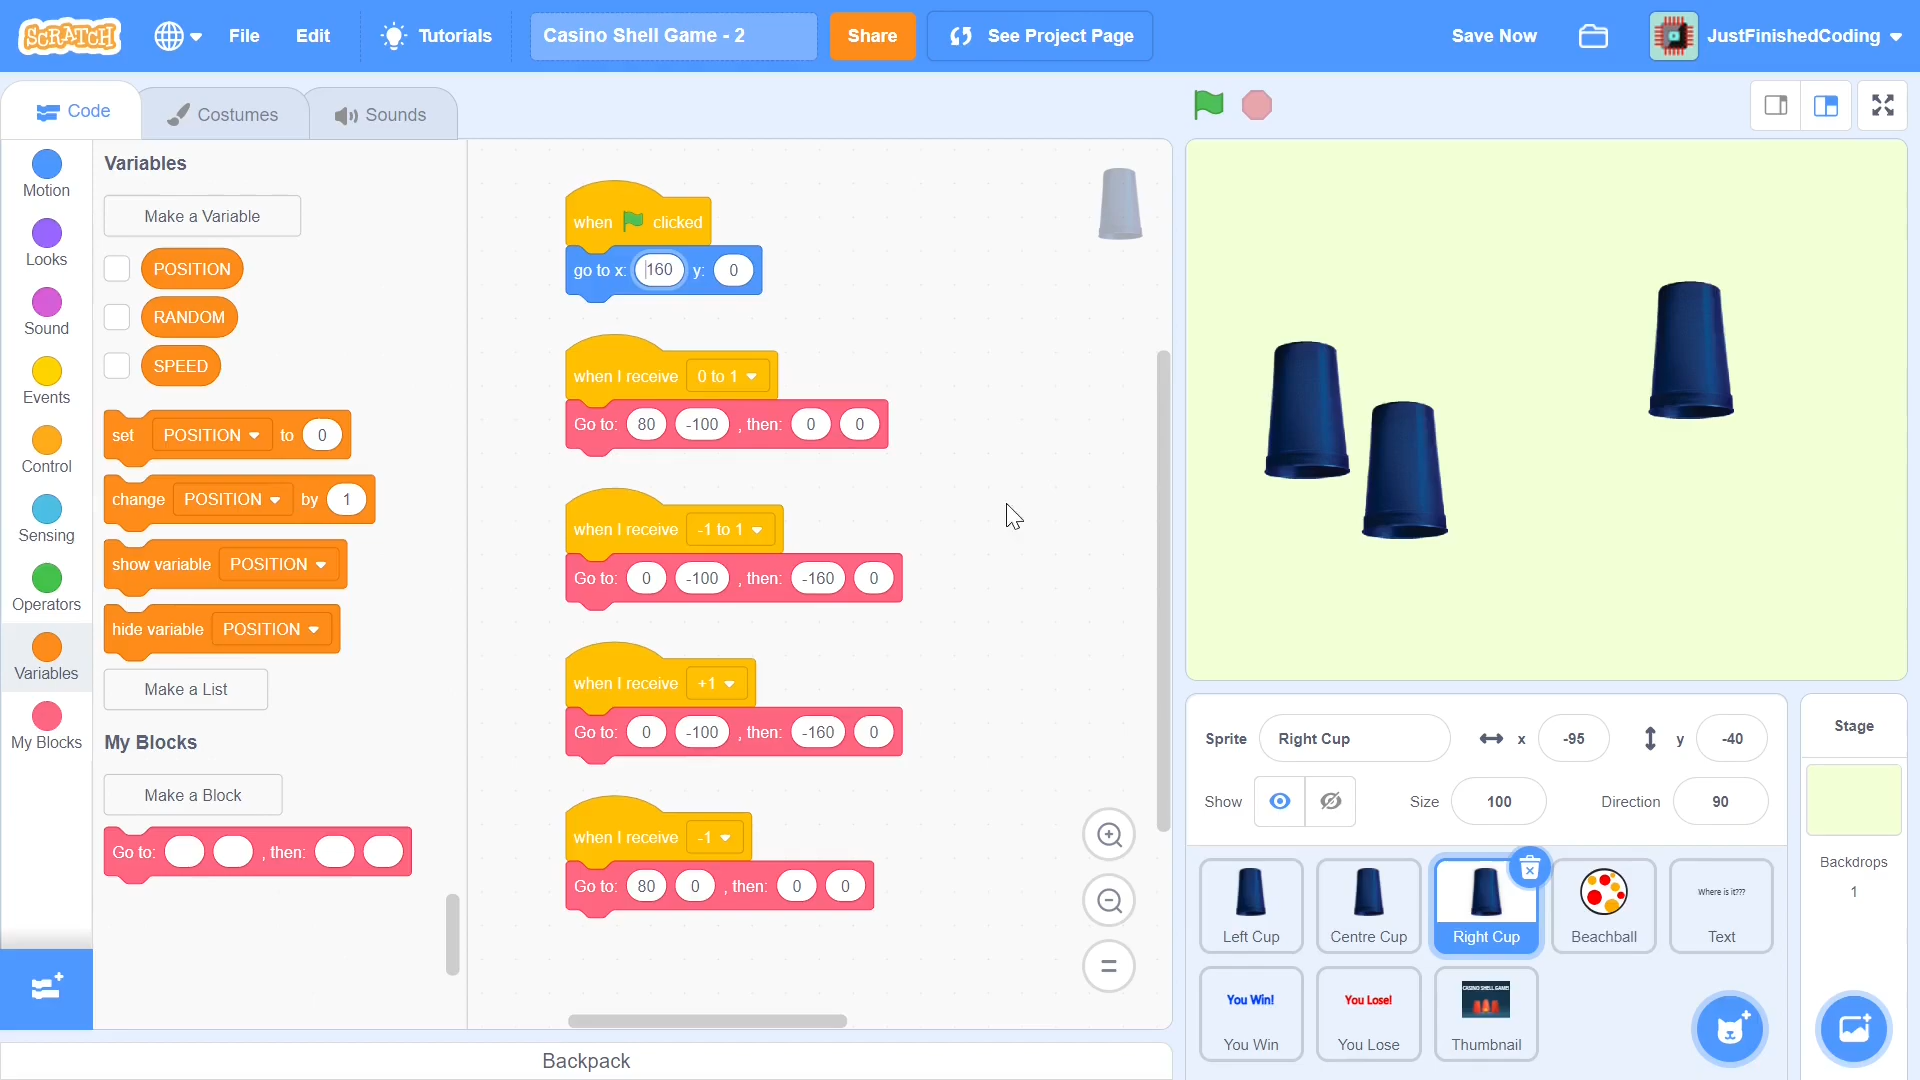 SCRATCH
File
Edit
Tutorials
Casino Shell Game - 2
Share
See Project Page
Save Now
JustFinishedCoding
Code
Costumes
Sounds
Motion
Looks
Sound
Events
Control
Sensing
Operators
Variables
My Blocks
Variables
Make a Variable
POSITION
RANDOM
SPEED
set POSITION to 0
change POSITION by 1
show variable POSITION
hide variable POSITION
Make a List
My Blocks
Make a Block
Go to: , then:
when clicked
go to x: 160 y: 0
when I receive 0 to 1
Go to: 80 -100 , then: 0 0
when I receive -1 to 1
Go to: 0 -100 , then: -160 0
when I receive +1
Go to: 0 -100 , then: -160 0
when I receive -1
Go to: 80 0 , then: 0 0
Backpack
Sprite Right Cup x -95 y -40
Show Size 100 Direction 90
Left Cup
Centre Cup
Right Cup
Beachball
Where is it???
Text
You Win!
You Win
You Lose!
You Lose
CASINO SHELL GAME!
Thumbnail
Stage
Backdrops
1